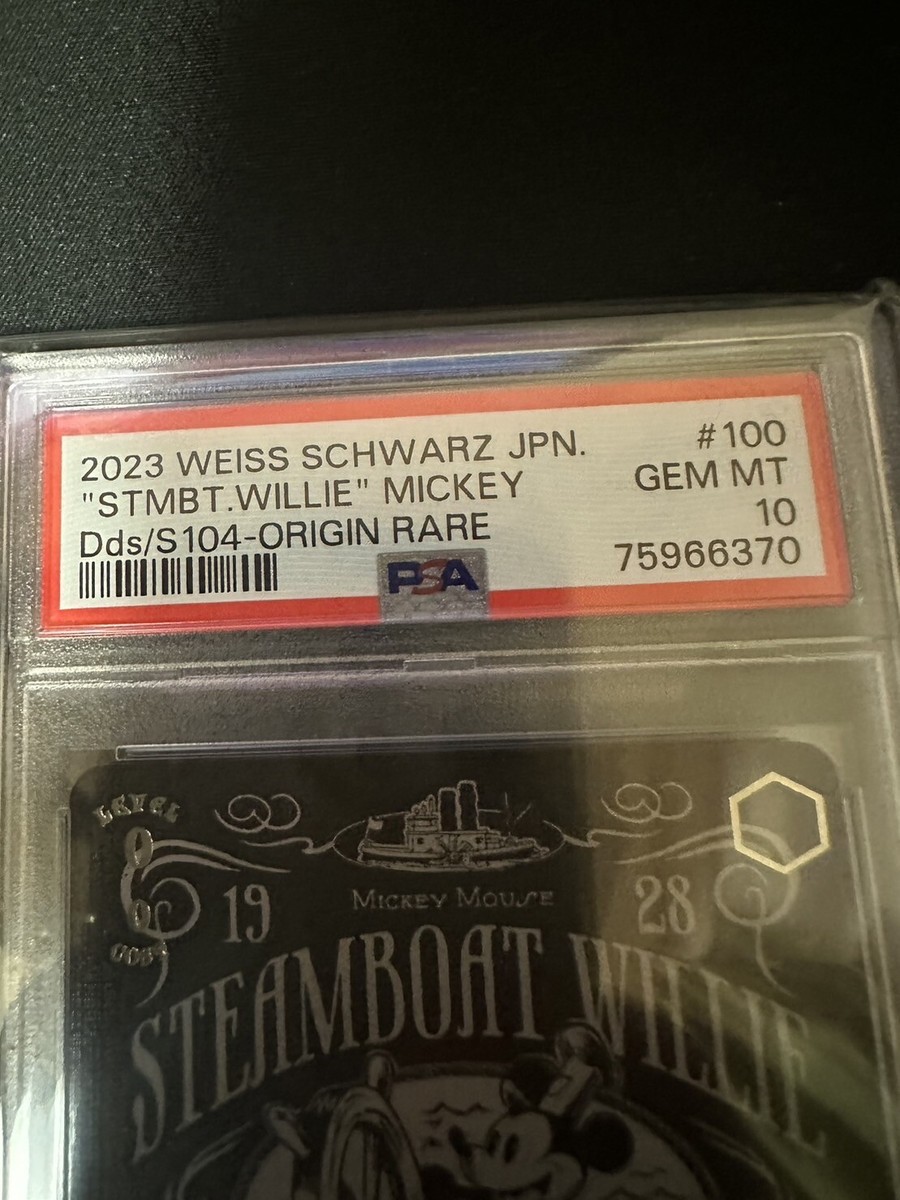 2023 WEISS SCHWARZ JPN. #100
"STMBT.WILLIE" MICKEY GEM MT
Dds/S104-ORIGIN RARE 10
PSA 75966370
LEVEL
0
19 MICKEY MOUSE 28
0
COST
STEAMBOAT WILLIE